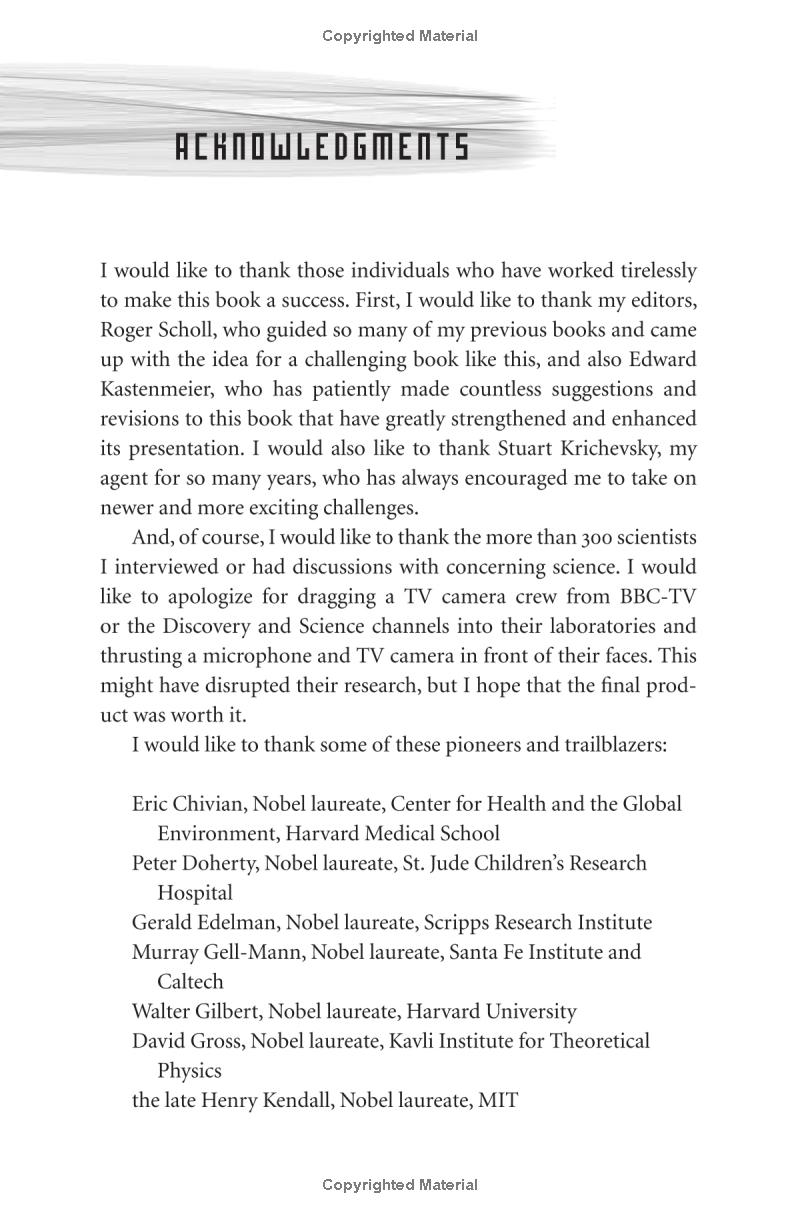 Copyrighted Material
ACKNOWLEDGMENTS
I would like to thank those individuals who have worked tirelessly
to make this book a success. First, I would like to thank my editors,
Roger Scholl, who guided so many of my previous books and came
up with the idea for a challenging book like this, and also Edward
Kastenmeier, who has patiently made countless suggestions and
revisions to this book that have greatly strengthened and enhanced
its presentation. I would also like to thank Stuart Krichevsky, my
agent for so many years, who has always encouraged me to take on
newer and more exciting challenges.
And, of course, I would like to thank the more than 300 scientists
I interviewed or had discussions with concerning science. I would
like to apologize for dragging a TV camera crew from BBC-TV
or the Discovery and Science channels into their laboratories and
thrusting a microphone and TV camera in front of their faces. This
might have disrupted their research, but I hope that the final prod-
uct was worth it.
I would like to thank some of these pioneers and trailblazers:
Eric Chivian, Nobel laureate, Center for Health and the Global
Environment, Harvard Medical School
Peter Doherty, Nobel laureate, St. Jude Children’s Research
Hospital
Gerald Edelman, Nobel laureate, Scripps Research Institute
Murray Gell-Mann, Nobel laureate, Santa Fe Institute and
Caltech
Walter Gilbert, Nobel laureate, Harvard University
David Gross, Nobel laureate, Kavli Institute for Theoretical
Physics
the late Henry Kendall, Nobel laureate, MIT
Copyrighted Material